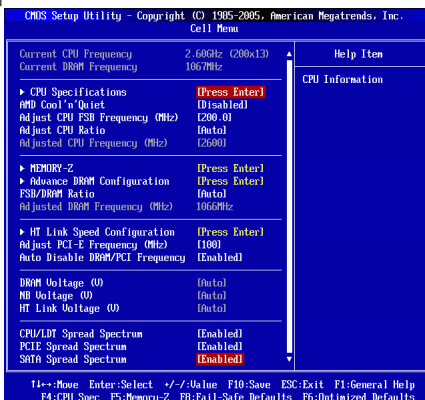 CMOS Setup Utility - Copyright (C) 1985-2005, American Megatrends, Inc.
Cell Menu
Current CPU Frequency 2.60GHz (200x13)
Current DRAM Frequency 1067MHz
► CPU Specifications [Press Enter]
AMD Cool'n'Quiet [Disabled]
Adjust CPU FSB Frequency (MHz) [200.0]
Adjust CPU Ratio [Auto]
Adjusted CPU Frequency (MHz) [2600]
► MEMORY-Z [Press Enter]
► Advance DRAM Configuration [Press Enter]
FSB/DRAM Ratio [Auto]
Adjusted DRAM Frequency (MHz) 1066MHz
► HT Link Speed Configuration [Press Enter]
Adjust PCI-E Frequency (MHz) [100]
Auto Disable DRAM/PCI Frequency [Enabled]
DRAM Voltage (V) [Auto]
NB Voltage (V) [Auto]
HT Link Voltage (V) [Auto]
CPU/LDT Spread Spectrum [Enabled]
PCIE Spread Spectrum [Enabled]
SATA Spread Spectrum [Enabled]
Help Item
CPU Information
↑↓←→:Move Enter:Select +/-/:Value F10:Save ESC:Exit F1:General Help
F4:CPU Spec F5:Memory-Z F8:Fail-Safe Defaults F6:Optimized Defaults